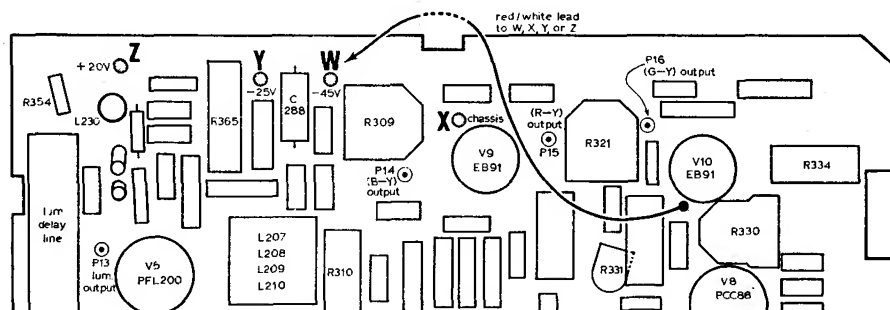 red/white lead
to W, X, Y, or Z
Z
Y
W
+20V
-25V
-45V
P16
(G-Y) output
R354
L230
R365
C
288
R309
X
chassis
(R-Y)
output
P15
R321
V9
EB91
V10
EB91
R334
P14
(B-Y)
output
lum
delay
line
P13
lum.
output
V5
PFL200
L207
L208
L209
L210
R310
R331
R330
V8
PCC88